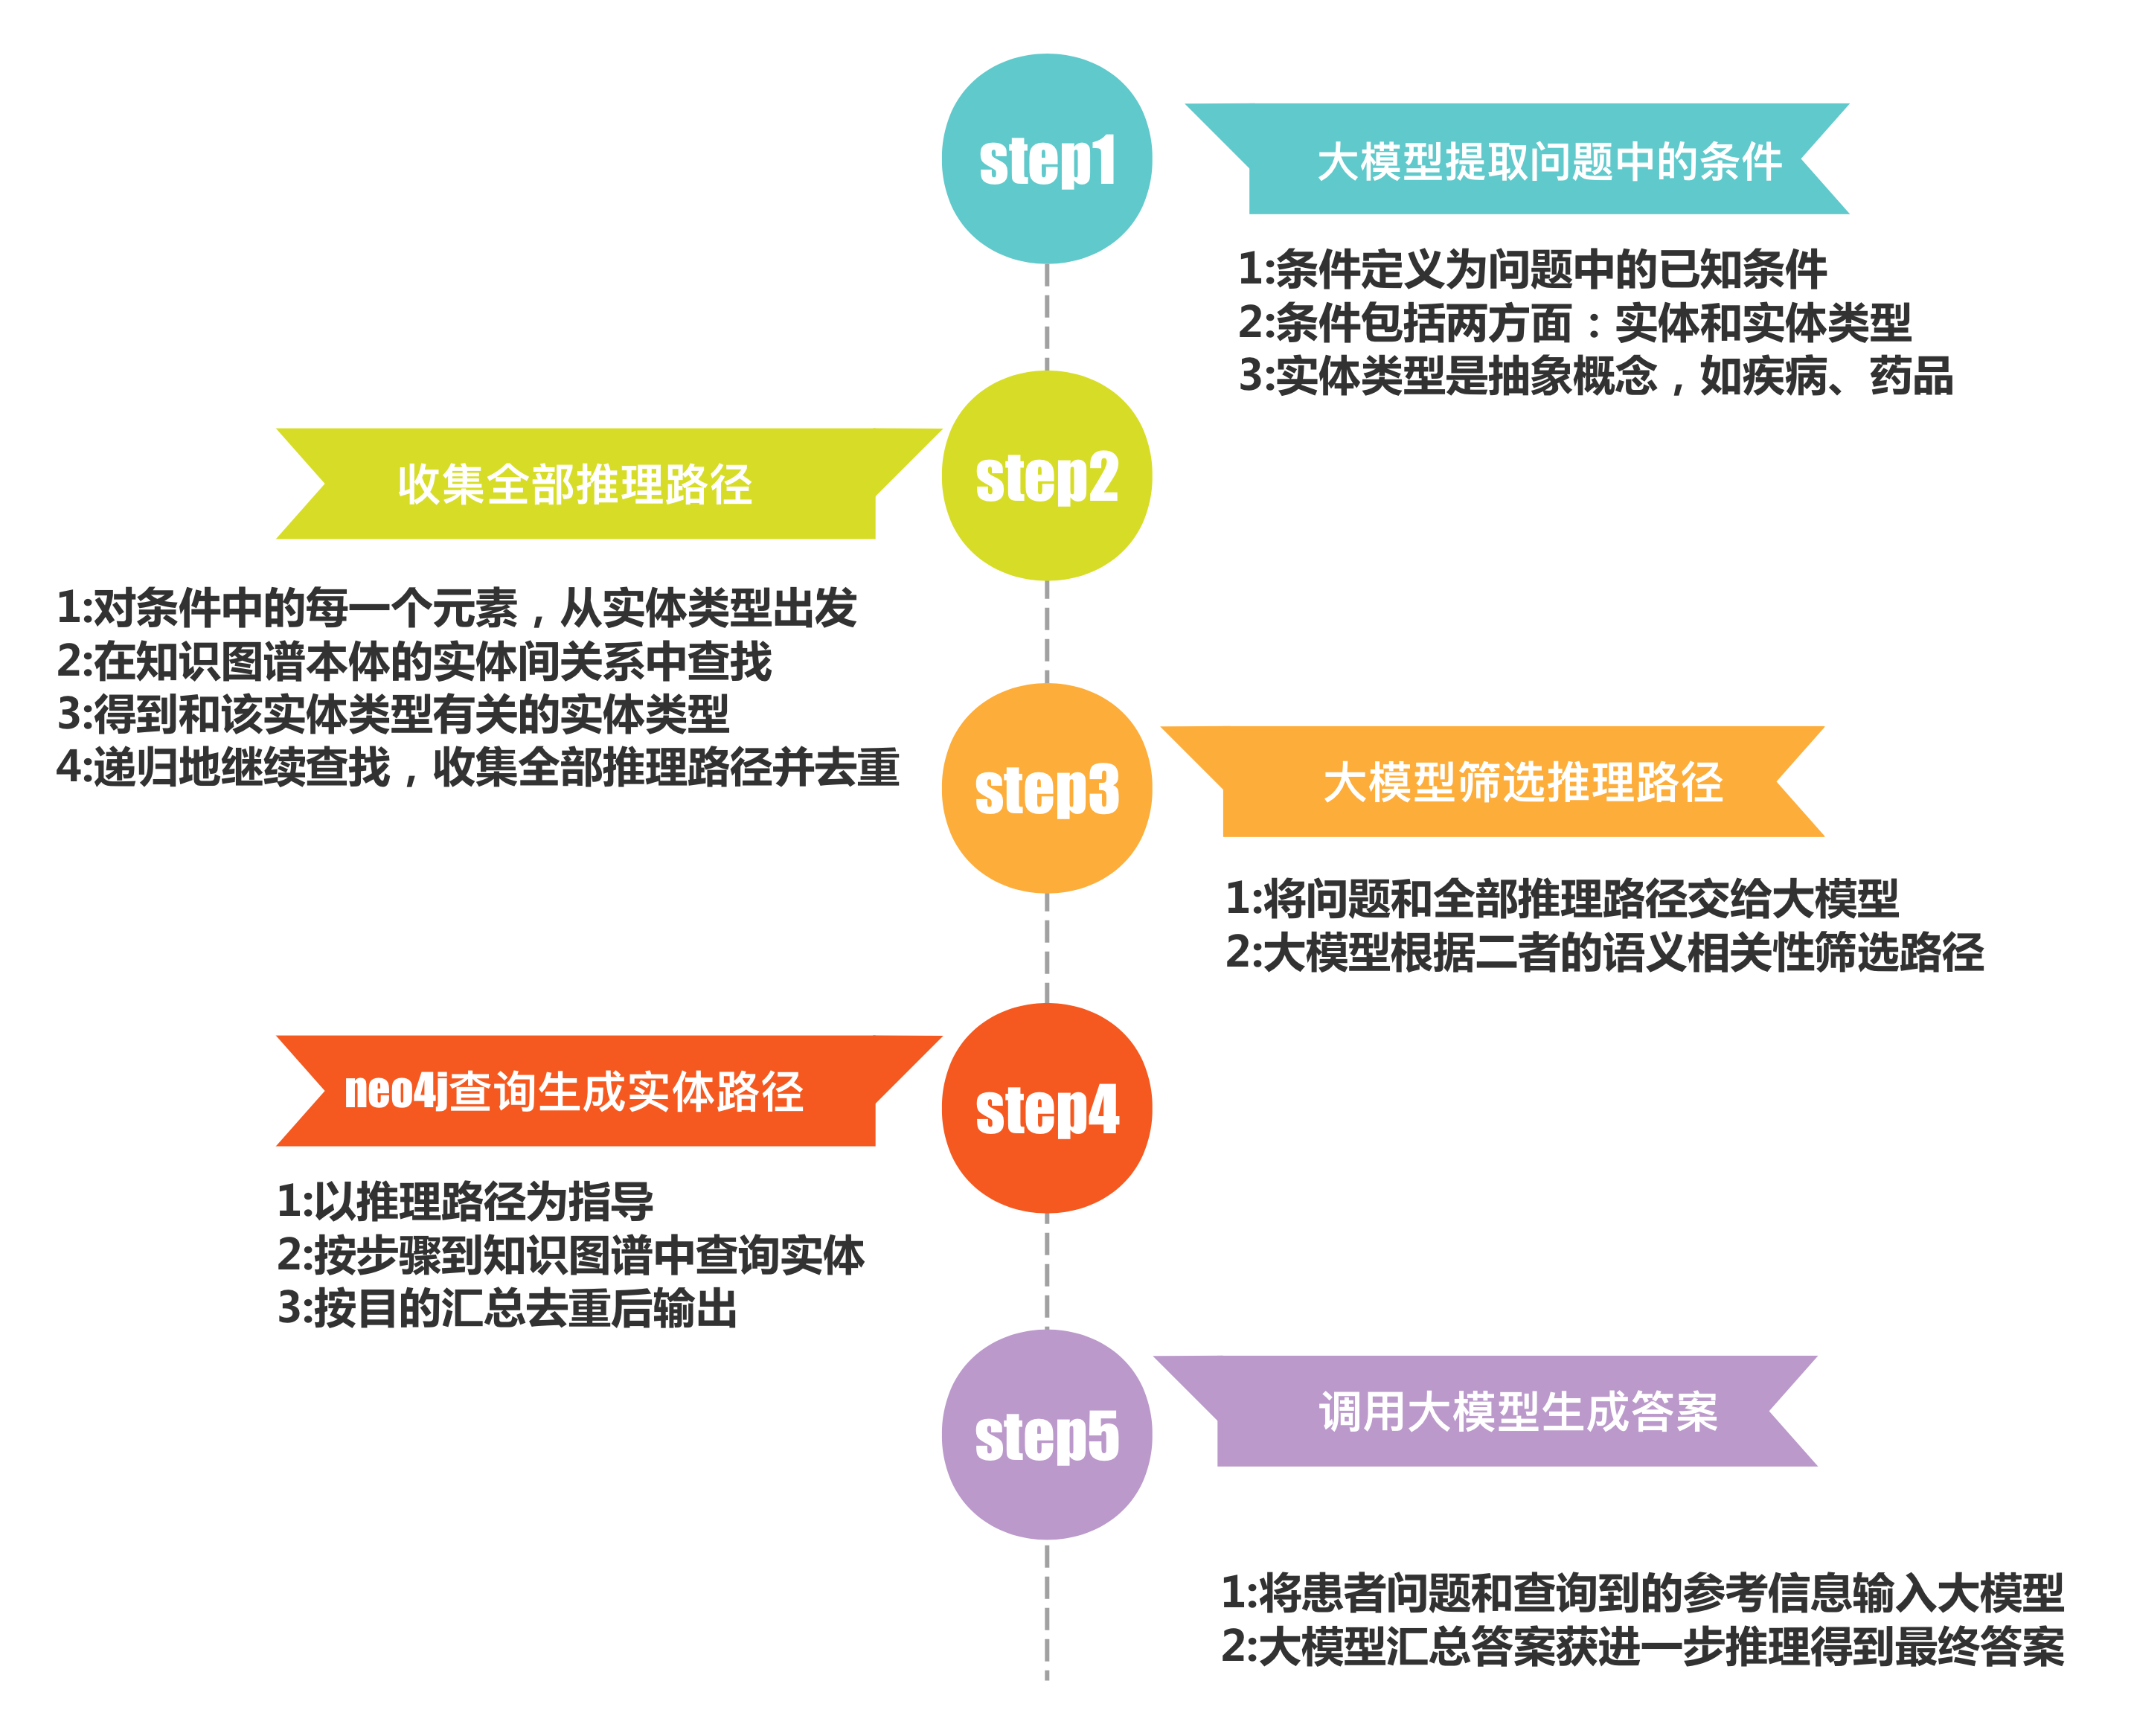 step1
大模型提取问题中的条件
1:条件定义为问题中的已知条件
2:条件包括两方面：实体和实体类型
3:实体类型是抽象概念，如疾病、药品
step2
收集全部推理路径
1:对条件中的每一个元素，从实体类型出发
2:在知识图谱本体的实体间关系中查找
3:得到和该实体类型有关的实体类型
4:递归地继续查找，收集全部推理路径并去重
step3
大模型筛选推理路径
1:将问题和全部推理路径交给大模型
2:大模型根据二者的语义相关性筛选路径
step4
neo4j查询生成实体路径
1:以推理路径为指导
2:按步骤到知识图谱中查询实体
3:按目的汇总去重后输出
step5
调用大模型生成答案
1:将患者问题和查询到的参考信息输入大模型
2:大模型汇总答案获进一步推理得到最终答案